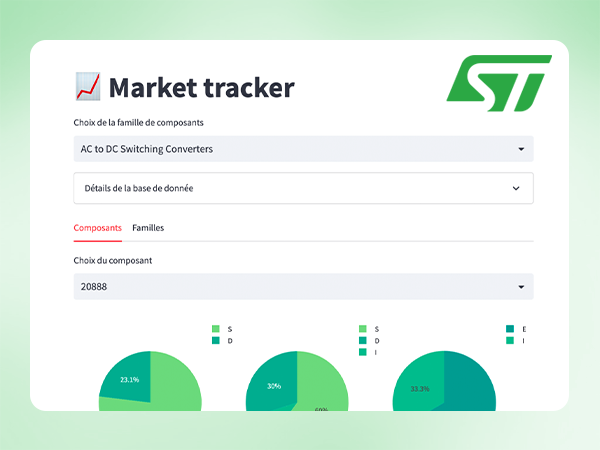 ST
Market tracker
Choix de la famille de composants
AC to DC Switching Converters
Détails de la base de donnée
Composants Familles
Choix du composant
20888
S S E
D D I
I
23.1% 30% 33.3%
60%